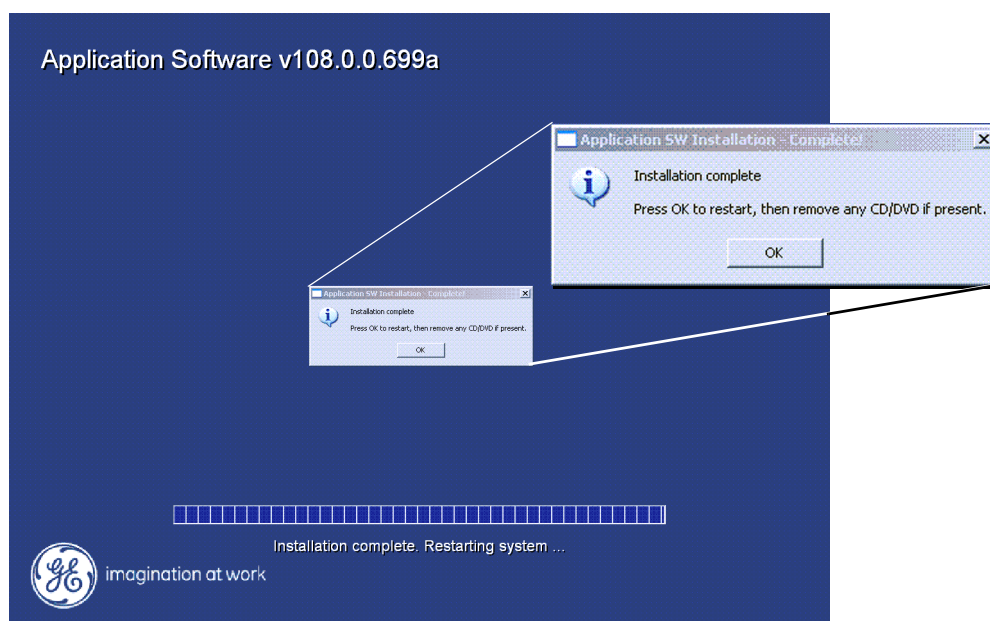 Application Software v108.0.0.699a
Application SW Installation - Complete!
Installation complete
Press OK to restart, then remove any CD/DVD if present.
OK
Application SW Installation - Complete!
Installation complete
Press OK to restart, then remove any CD/DVD if present.
OK
Installation complete. Restarting system ...
GE imagination at work